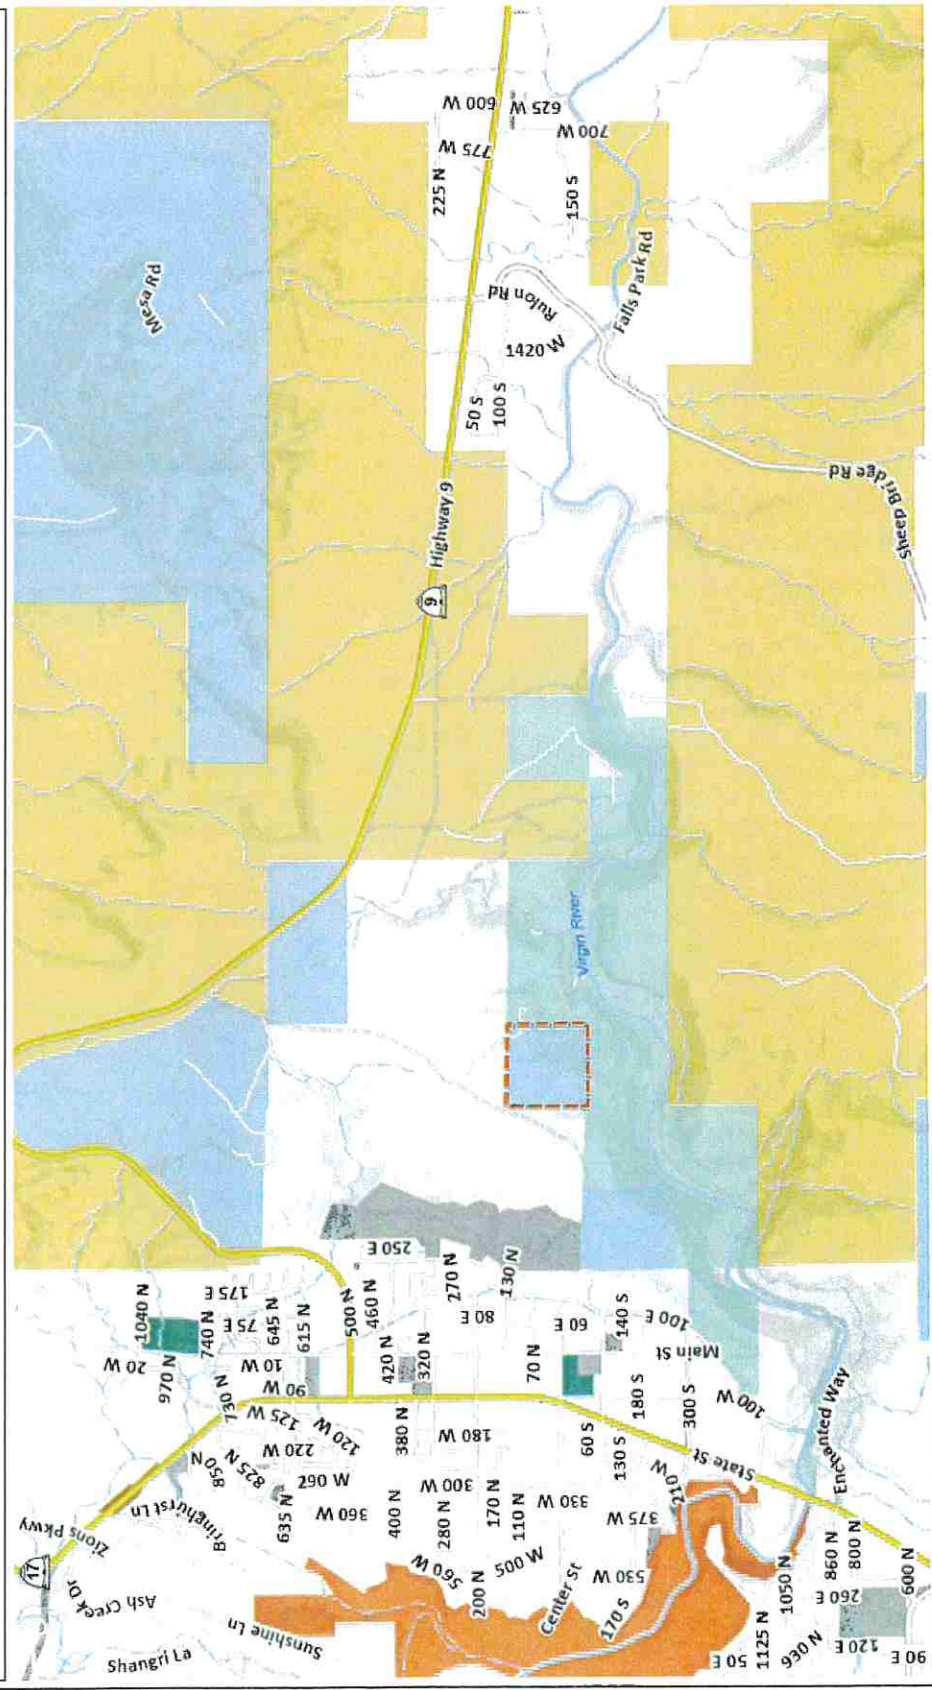 17
Zions Pkwy
Ash Creek Dr
Shangri La
Sunshine Ln
Bringhurst Ln
1040 N
20 W
970 N
740 N
730 N
175 E
75 E
645 N
615 N
10 W
90 W
850 N
825 N
125 W
120 W
220 W
290 W
635 N
360 W
500 N
460 N
250 E
420 N
320 N
380 N
180 W
300 W
400 N
280 N
270 N
130 N
80 E
170 N
110 N
560 W
500 W
200 N
330 W
70 N
60 E
140 S
100 E
Main St
60 S
130 S
180 S
300 S
100 W
210 W
375 W
530 W
Center St
170 S
State St
Enchanted Way
50 E
1125 N
1050 N
930 N
860 N
800 N
260 E
120 E
90 E
600 N
Virgin River
Mesa Rd
9
Highway 9
225 N
775 W
600 W
625 W
700 W
150 S
Rulon Rd
1420 W
50 S
100 S
Falls Park Rd
Sheep Bridge Rd